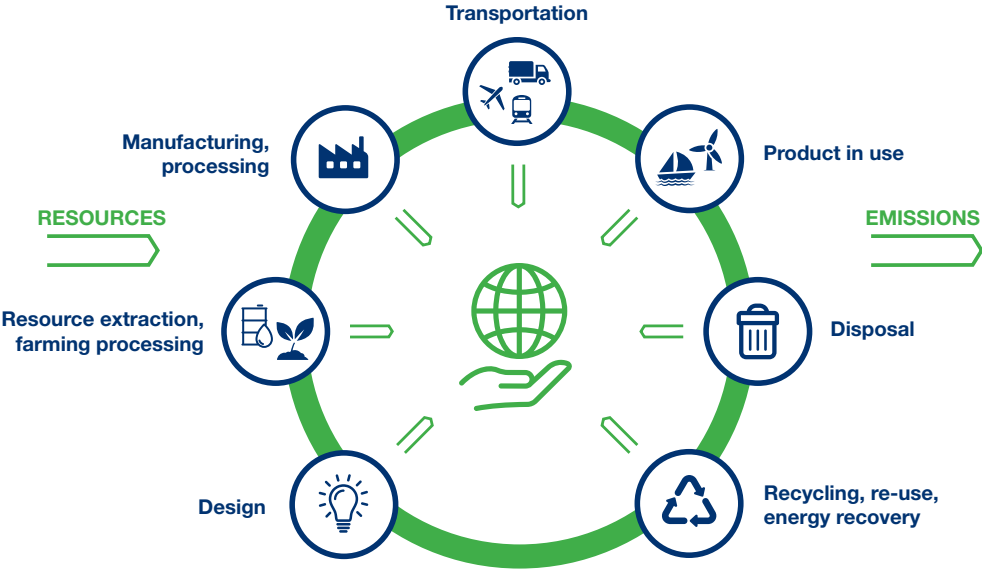 Transportation
Manufacturing,
processing
Product in use
RESOURCES
EMISSIONS
Resource extraction,
farming processing
Disposal
Design
Recycling, re-use,
energy recovery